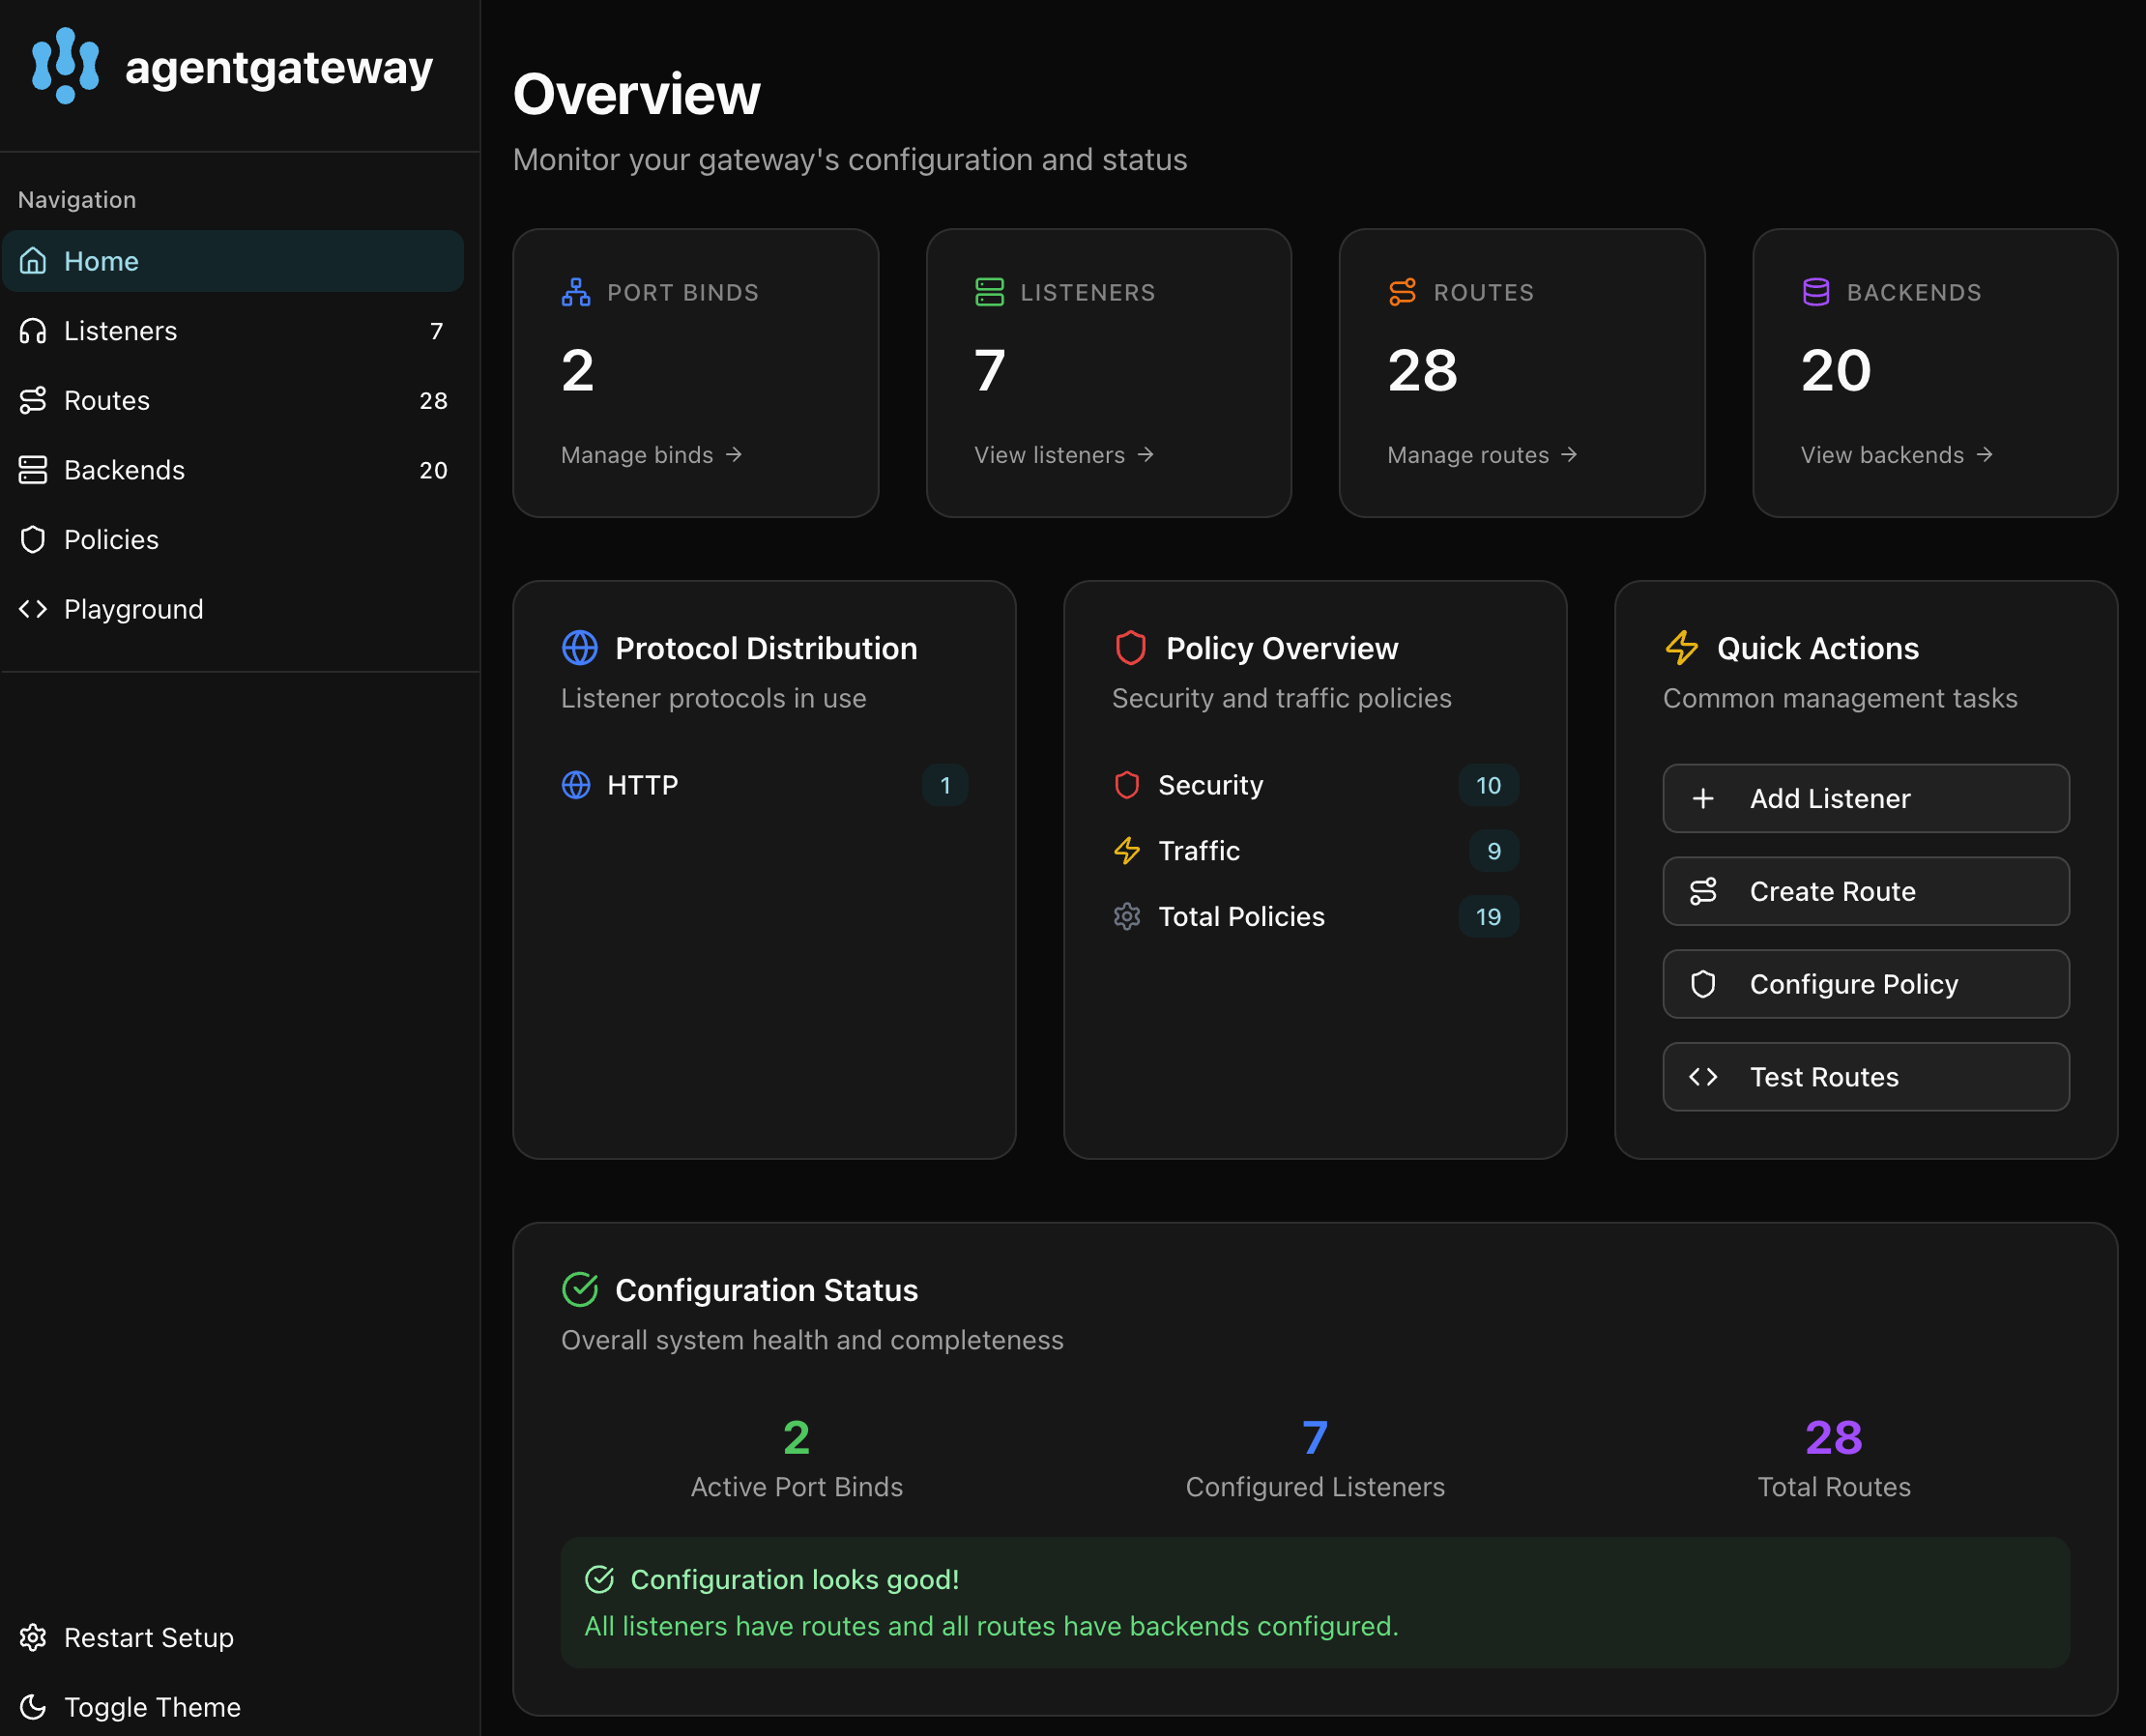 agentgateway
Navigation
Home
Listeners 7
Routes 28
Backends 20
Policies
Playground
Restart Setup
Toggle Theme
Overview
Monitor your gateway's configuration and status
PORT BINDS
2
Manage binds →
LISTENERS
7
View listeners →
ROUTES
28
Manage routes →
BACKENDS
20
View backends →
Protocol Distribution
Listener protocols in use
HTTP 1
Policy Overview
Security and traffic policies
Security 10
Traffic 9
Total Policies 19
Quick Actions
Common management tasks
Add Listener
Create Route
Configure Policy
Test Routes
Configuration Status
Overall system health and completeness
2
Active Port Binds
7
Configured Listeners
28
Total Routes
Configuration looks good!
All listeners have routes and all routes have backends configured.